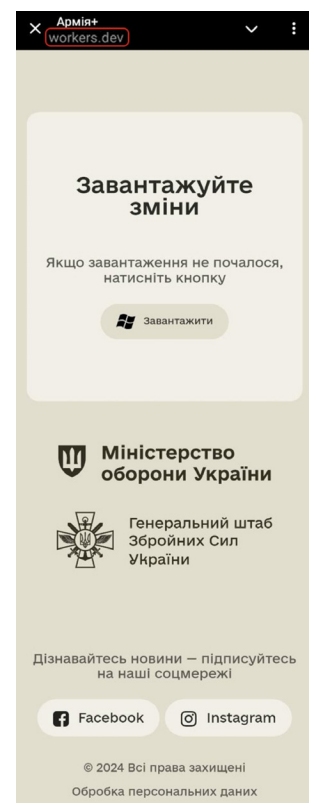 Армія+
workers.dev
Завантажуйте
зміни
Якщо завантаження не почалося,
натисніть кнопку
Завантажити
Міністерство
оборони України
Генеральний штаб
Збройних Сил
України
Дізнавайтесь новини — підписуйтесь
на наші соцмережі
Facebook
Instagram
© 2024 Всі права захищені
Обробка персональних даних